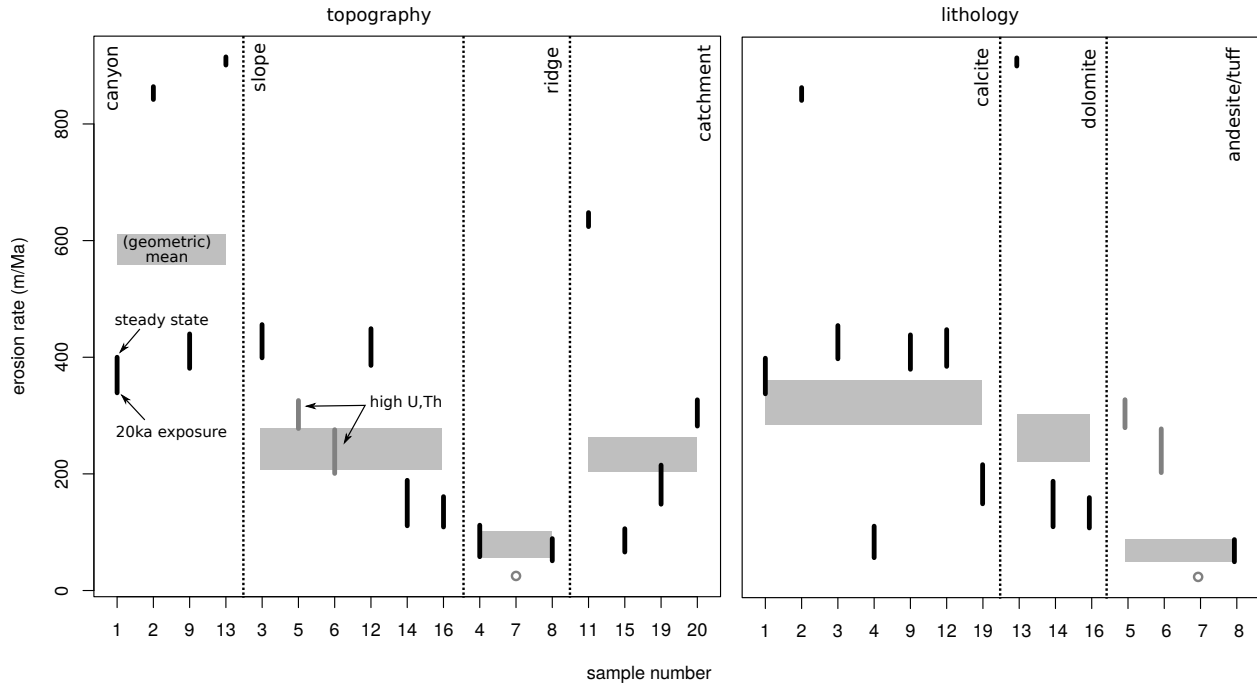 topography
lithology
canyon
slope
ridge
catchment
calcite
dolomite
andesite/tuff
erosion rate (m/Ma)
800
600
400
200
0
(geometric)
mean
steady state
20ka exposure
high U,Th
1 2 9 13 3 5 6 12 14 16 4 7 8 11 15 19 20
1 2 3 4 9 12 19 13 14 16 5 6 7 8
sample number